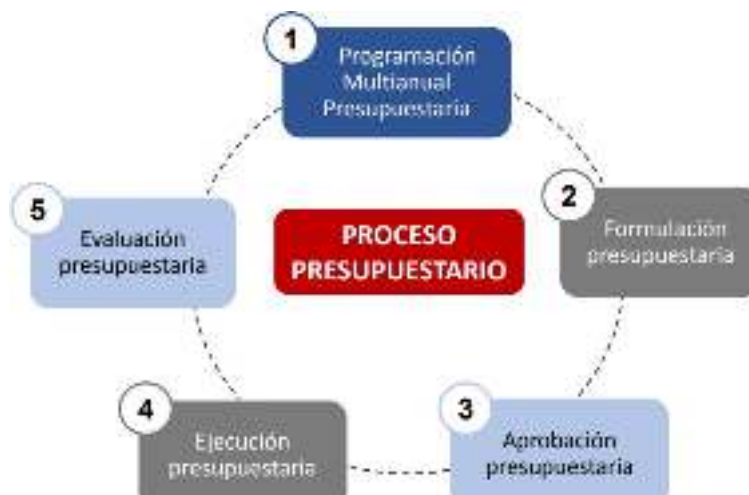 1
Programación
Multianual
Presupuestaria
2
Formulación
presupuestaria
3
Aprobación
presupuestaria
4
Ejecución
presupuestaria
5
Evaluación
presupuestaria
PROCESO
PRESUPUESTARIO